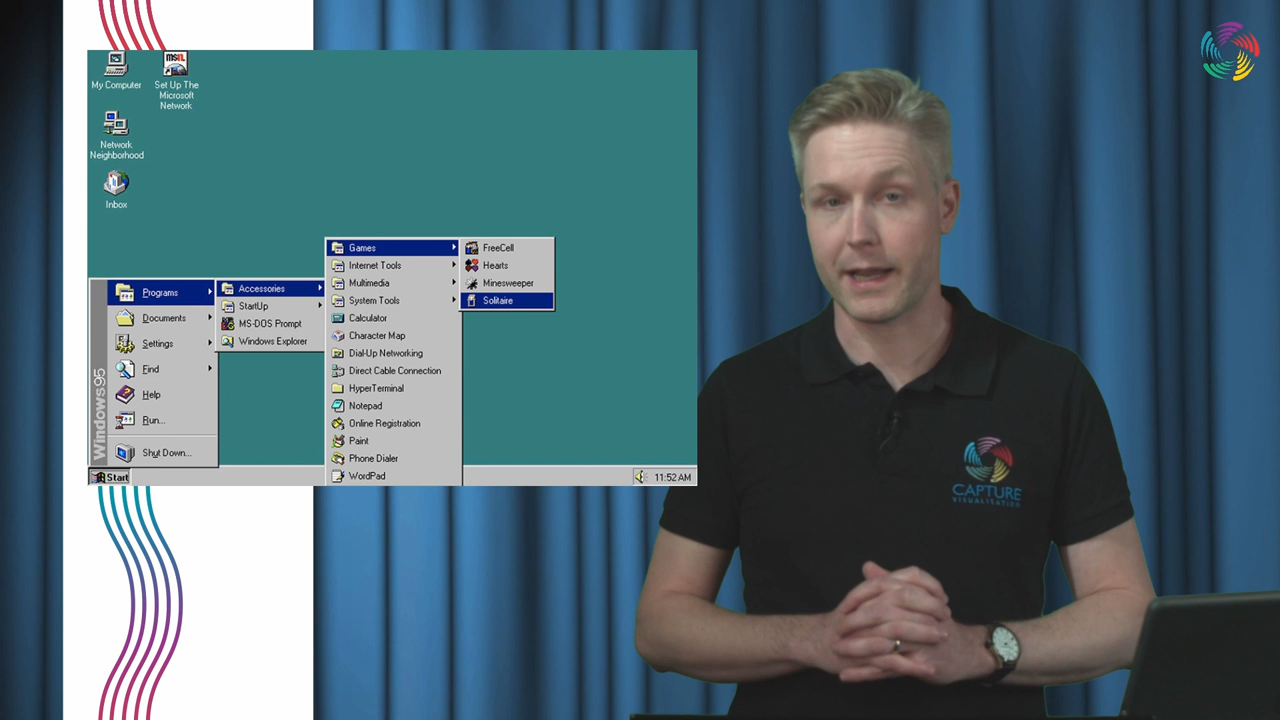 My Computer
Set Up The
Microsoft
Network
Network
Neighborhood
Inbox
Programs
Documents
Settings
Find
Help
Run...
Shut Down...
Windows95
Accessories
StartUp
MS-DOS Prompt
Windows Explorer
Games
Internet Tools
Multimedia
System Tools
Calculator
Character Map
Dial-Up Networking
Direct Cable Connection
HyperTerminal
Notepad
Online Registration
Paint
Phone Dialer
WordPad
FreeCell
Hearts
Minesweeper
Solitaire
Start
11:52 AM
msn
CAPTURE
VISUALISATION